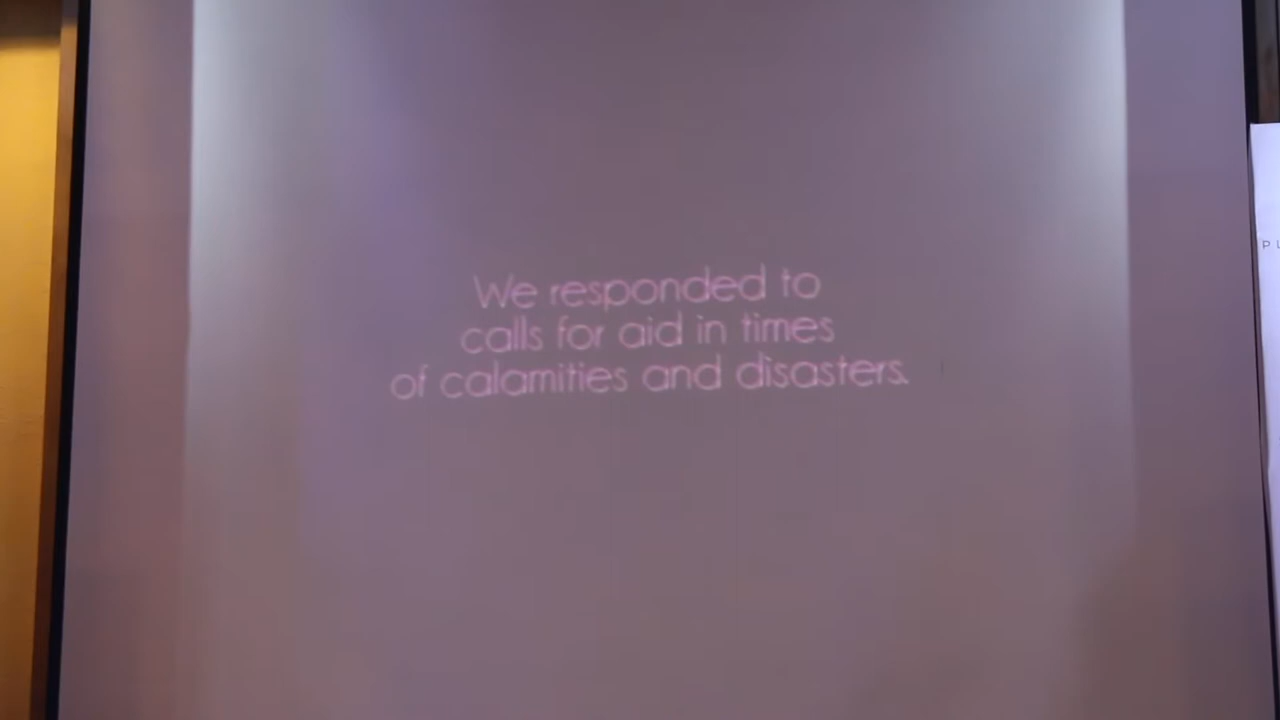 We responded to
calls for aid in times
of calamities and disasters.